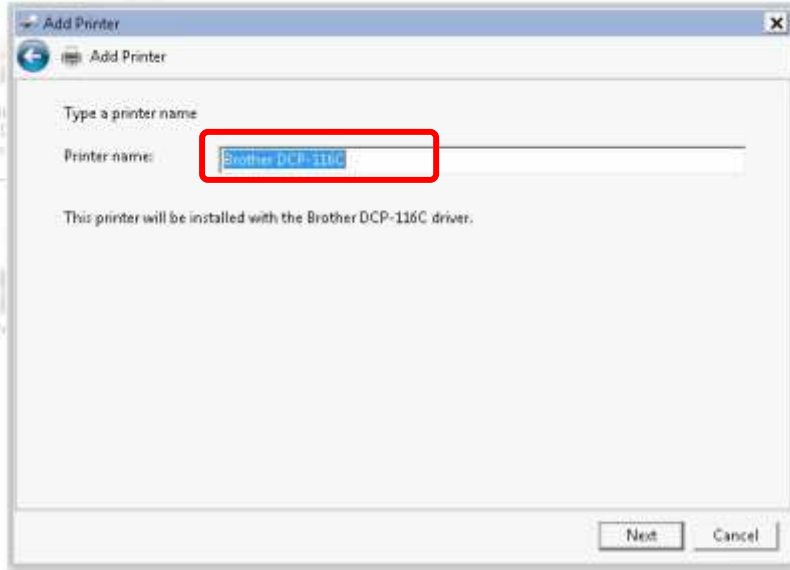 Add Printer
Add Printer
Type a printer name
Printer name: Brother DCP-116C
This printer will be installed with the Brother DCP-116C driver.
Next Cancel